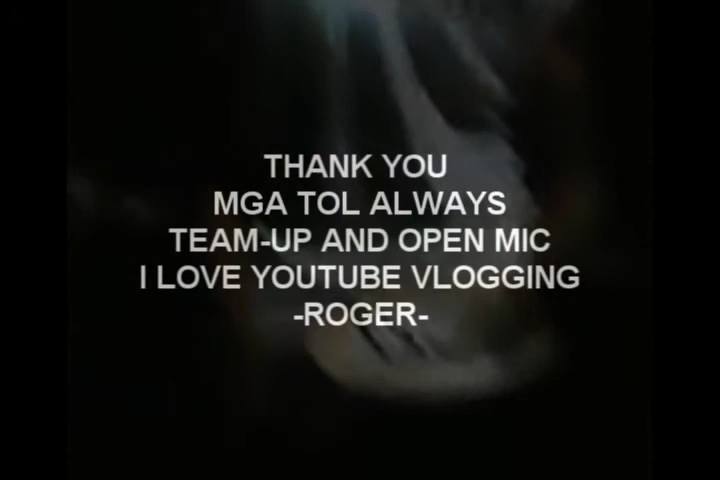 THANK YOU
MGA TOL ALWAYS
TEAM-UP AND OPEN MIC
I LOVE YOUTUBE VLOGGING
-ROGER-